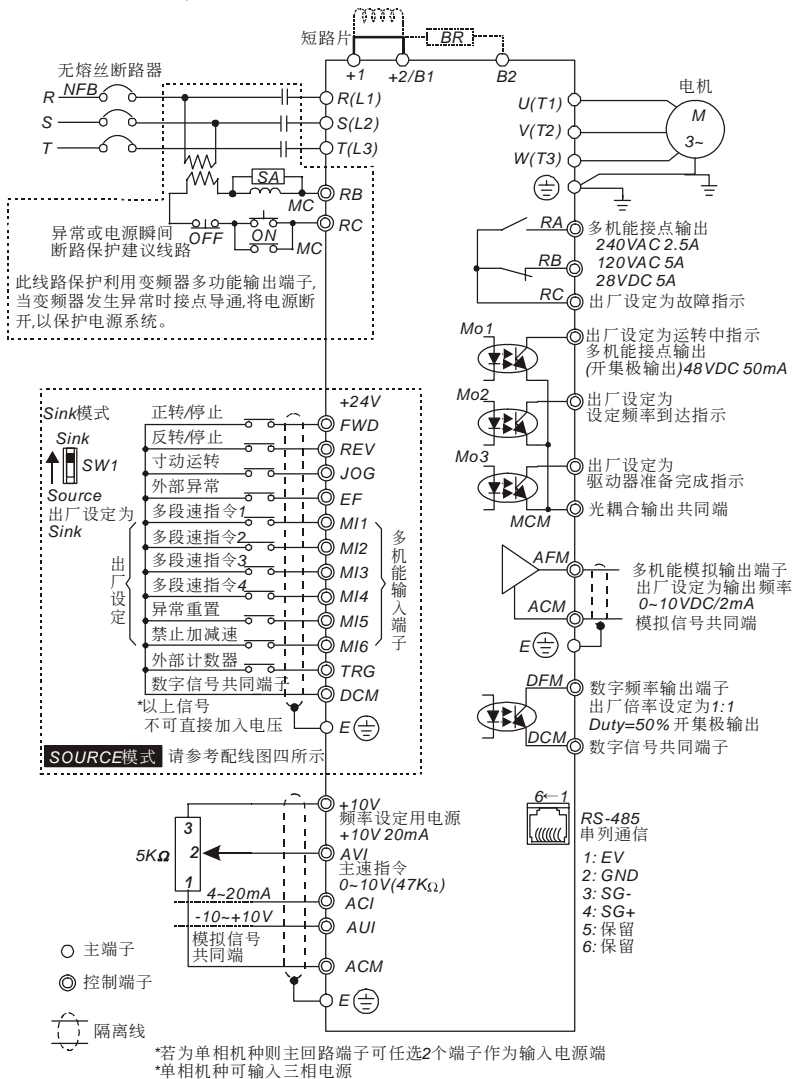 短路片
BR
+1
+2/B1
B2
无熔丝断路器
NFB
R
S
T
R(L1)
S(L2)
T(L3)
SA
MC
RB
RC
OFF
ON
MC
异常或电源瞬间
断路保护建议线路
此线路保护利用变频器多功能输出端子,
当变频器发生异常时接点导通,将电源断
开,以保护电源系统。
电机
U(T1)
V(T2)
W(T3)
M
3~
RA
RB
RC
多机能接点输出
240VAC 2.5A
120VAC 5A
28VDC 5A
出厂设定为故障指示
Mo1
出厂设定为运转中指示
多机能接点输出
(开集极输出)48VDC 50mA
Mo2
出厂设定为
设定频率到达指示
Mo3
出厂设定为
驱动器准备完成指示
MCM
光耦合输出共同端
Sink模式
Sink
SW1
Source
出厂设定为
Sink
+24V
正转/停止
FWD
反转/停止
REV
寸动运转
JOG
外部异常
EF
多段速指令1
MI1
多段速指令2
MI2
多段速指令3
MI3
多段速指令4
MI4
异常重置
MI5
禁止加减速
MI6
外部计数器
TRG
数字信号共同端子
DCM
出厂设定
多机能输入端子
*以上信号
不可直接加入电压
E
SOURCE模式 请参考配线图四所示
AFM
ACM
E
多机能模拟输出端子
出厂设定为输出频率
0~10VDC/2mA
模拟信号共同端
DFM
DCM
数字频率输出端子
出厂倍率设定为1:1
Duty=50% 开集极输出
数字信号共同端子
6←1
RS-485
串列通信
1: EV
2: GND
3: SG-
4: SG+
5: 保留
6: 保留
+10V
频率设定用电源
+10V 20mA
3
2
1
5KΩ
AVI
主速指令
0~10V(47KΩ)
4~20mA
ACI
-10~+10V
AUI
模拟信号
共同端
ACM
E
主端子
控制端子
隔离线
*若为单相机种则主回路端子可任选2个端子作为输入电源端
*单相机种可输入三相电源